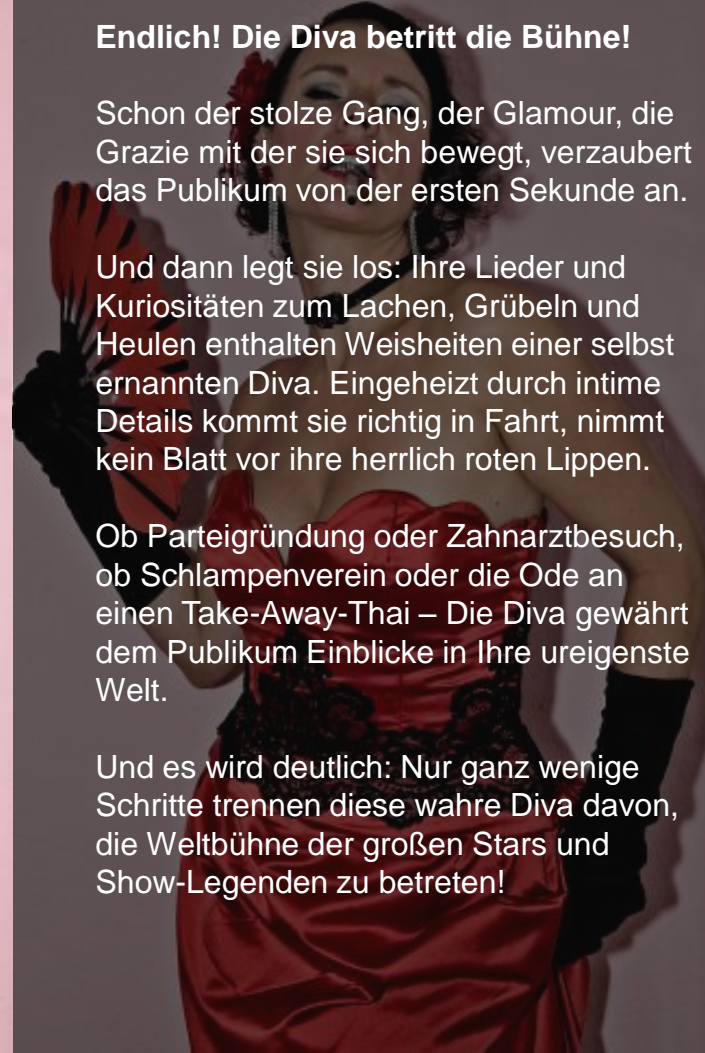 Endlich! Die Diva betritt die Bühne!
Schon der stolze Gang, der Glamour, die
Grazie mit der sie sich bewegt, verzaubert
das Publikum von der ersten Sekunde an.
Und dann legt sie los: Ihre Lieder und
Kuriositäten zum Lachen, Grübeln und
Heulen enthalten Weisheiten einer selbst
ernannten Diva. Eingeheizt durch intime
Details kommt sie richtig in Fahrt, nimmt
kein Blatt vor ihre herrlich roten Lippen.
Ob Parteigründung oder Zahnarztbesuch,
ob Schlampenverein oder die Ode an
einen Take-Away-Thai – Die Diva gewährt
dem Publikum Einblicke in Ihre ureigenste
Welt.
Und es wird deutlich: Nur ganz wenige
Schritte trennen diese wahre Diva davon,
die Weltbühne der großen Stars und
Show-Legenden zu betreten!